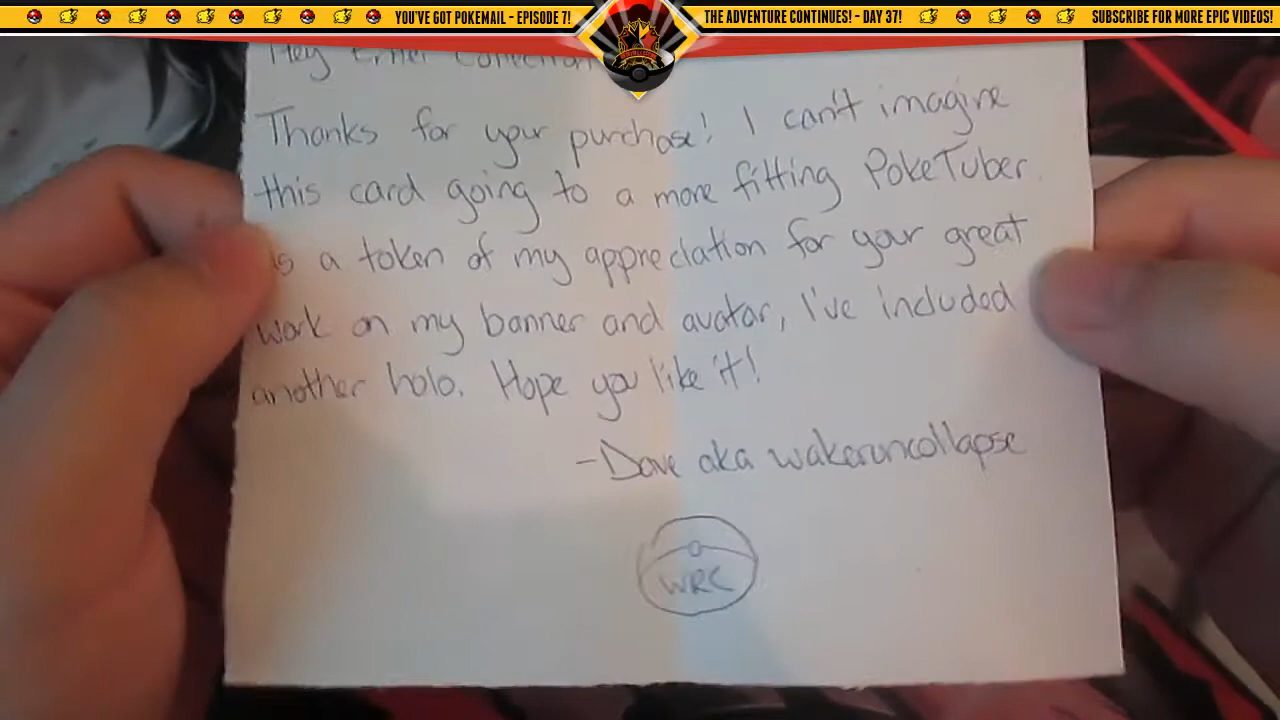 YOU'VE GOT POKEMAIL - EPISODE 7!
THE ADVENTURE CONTINUES! - DAY 37!
SUBSCRIBE FOR MORE EPIC VIDEOS!
Hey
Thanks for your purchase! I can't imagine
this card going to a more fitting PokeTuber.
as a token of my appreciation for your great
work on my banner and avatar, I've included
another holo. Hope you like it!
-Dave aka wakeruncollapse
WRC